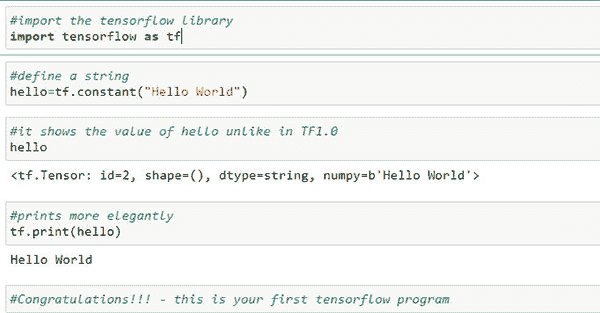 #import the tensorflow library
import tensorflow as tf
#define a string
hello=tf.constant("Hello World")
#it shows the value of hello unlike in TF1.0
hello
<tf.Tensor: id=2, shape=(), dtype=string, numpy=b'Hello World'>
#prints more elegantly
tf.print(hello)
Hello World
#Congratulations!!! - this is your first tensorflow program